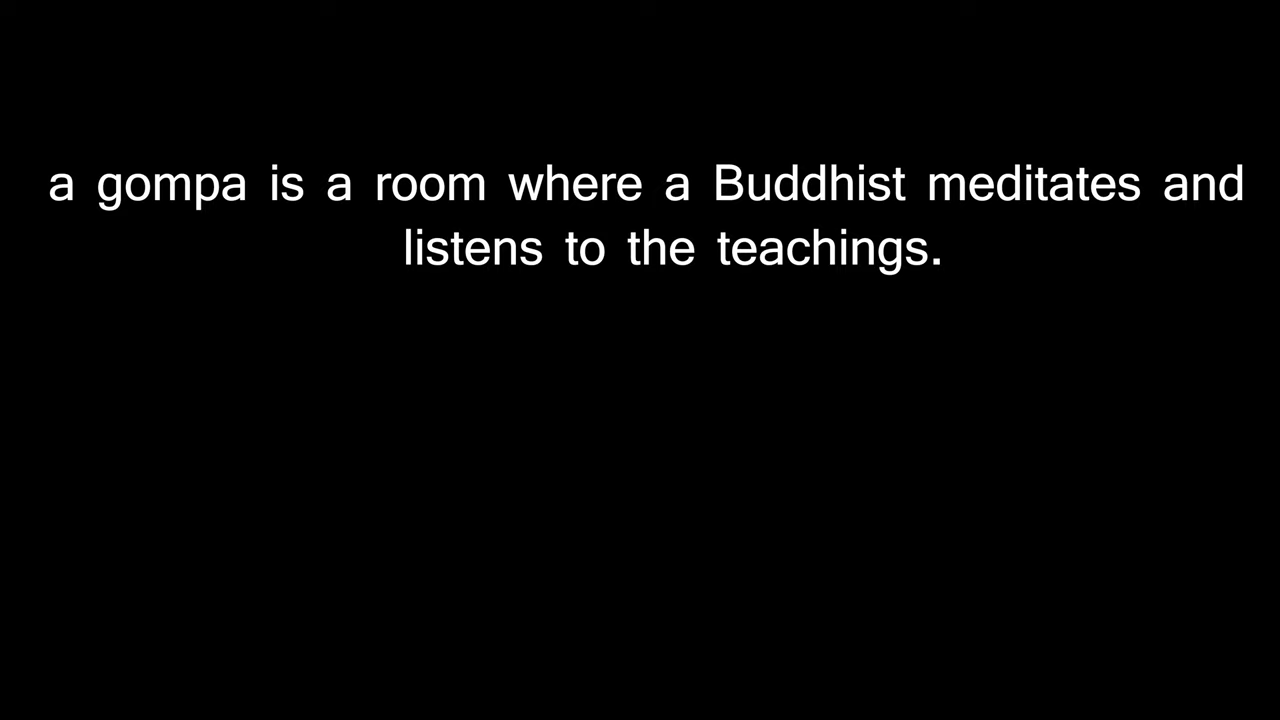 a gompa is a room where a Buddhist meditates and
listens to the teachings.